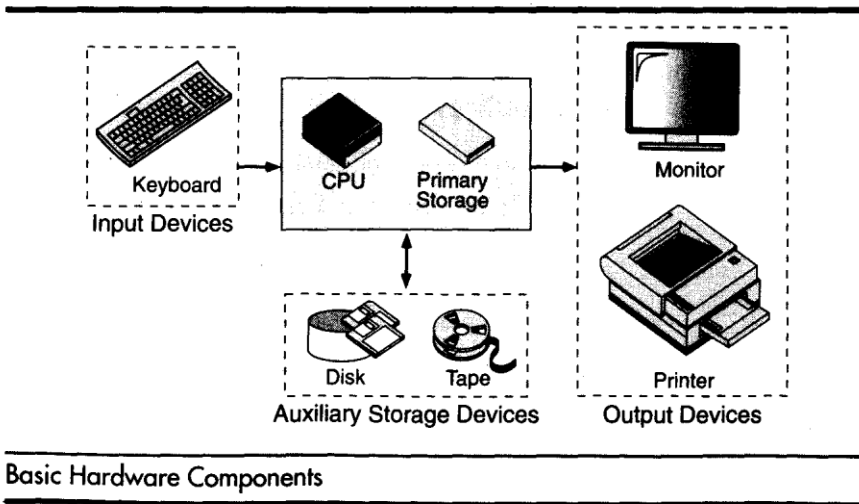 Keyboard
Input Devices
CPU
Primary
Storage
Monitor
Printer
Output Devices
Disk
Tape
Auxiliary Storage Devices
Basic Hardware Components